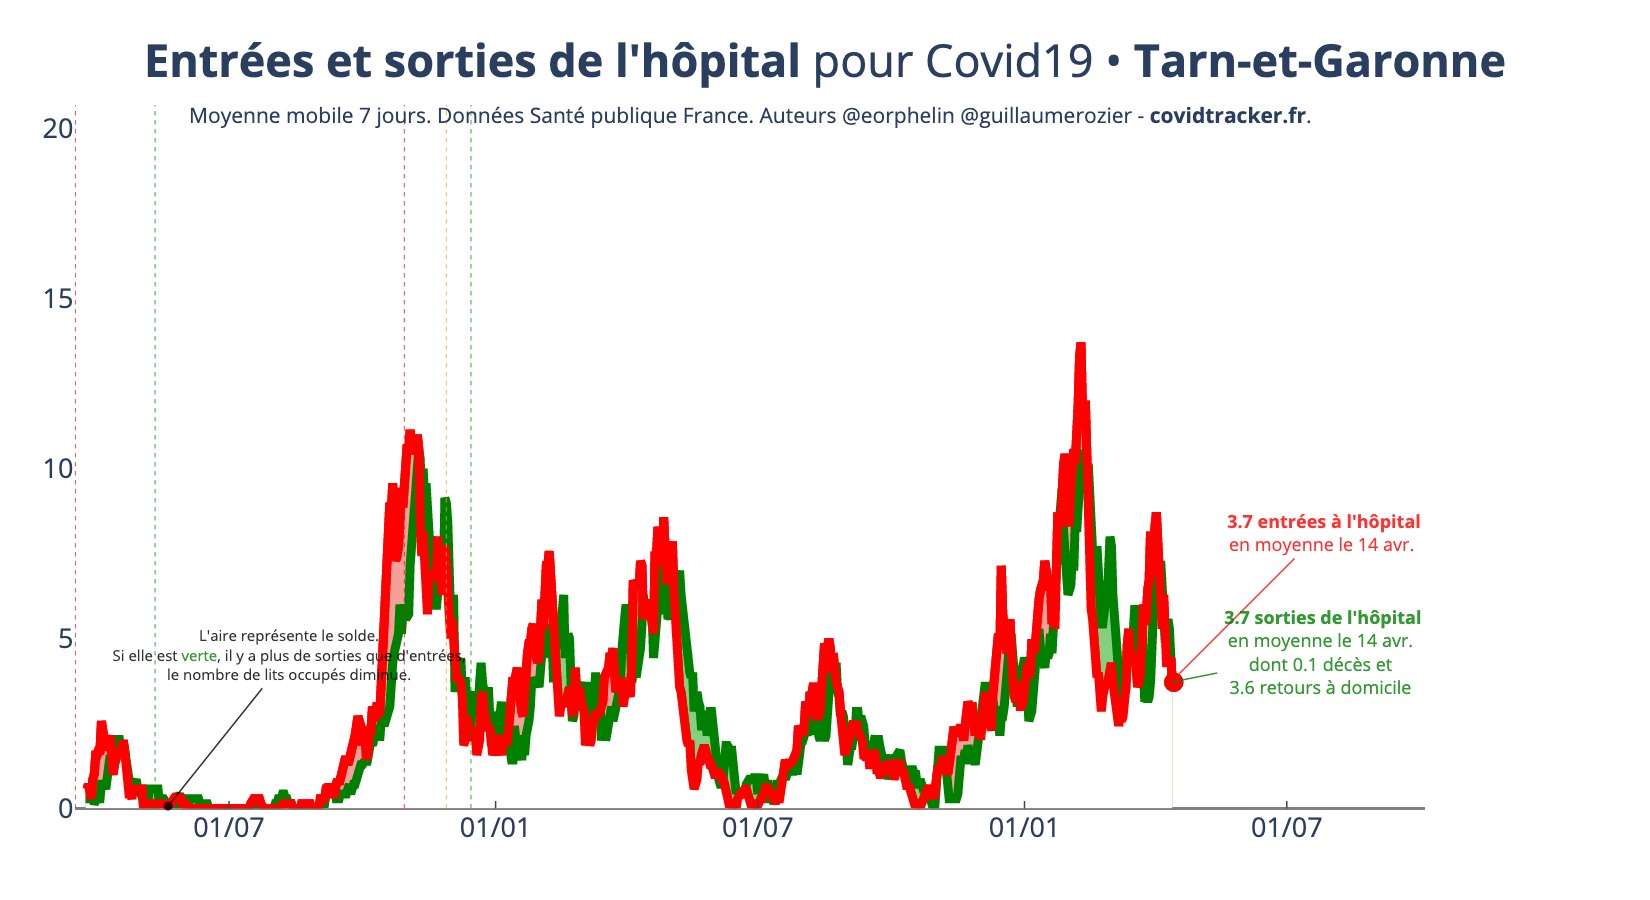 Entrées et sorties de l'hôpital pour Covid19 • Tarn-et-Garonne
Moyenne mobile 7 jours. Données Santé publique France. Auteurs @eorphelin @guillaumerozier - covidtracker.fr.
20
15
10
5
0
3.7 entrées à l'hôpital
en moyenne le 14 avr.
3.7 sorties de l'hôpital
en moyenne le 14 avr.
dont 0.1 décès et
3.6 retours à domicile
L'aire représente le solde.
Si elle est verte, il y a plus de sorties que d'entrées,
le nombre de lits occupés diminue.
01/07
01/01
01/07
01/01
01/07